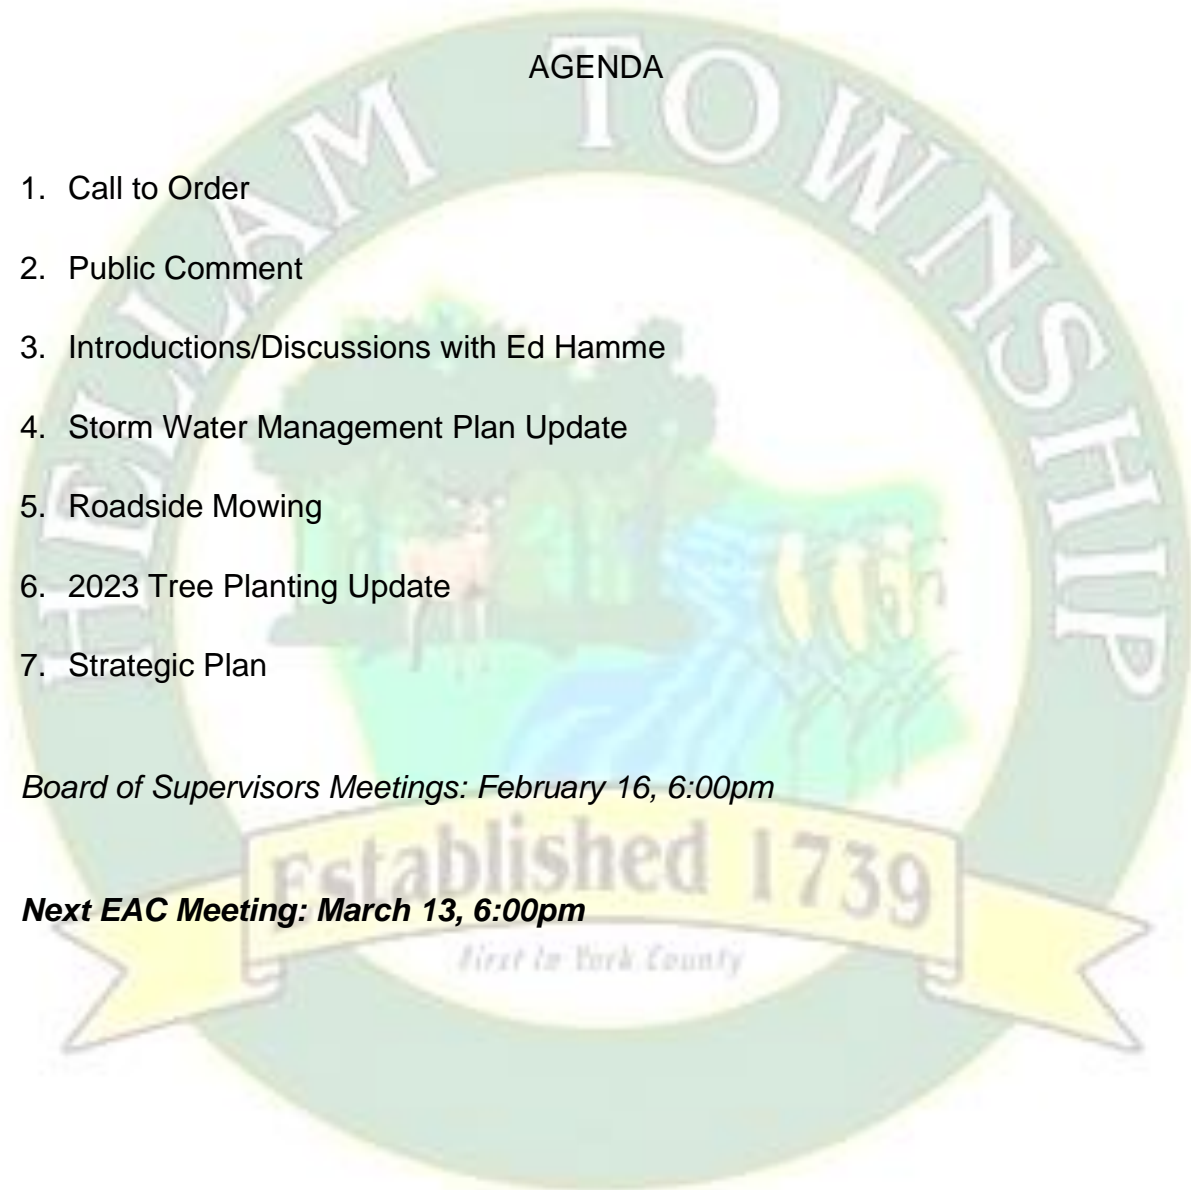 AGENDA
HELLAM TOWNSHIP
1. Call to Order
2. Public Comment
3. Introductions/Discussions with Ed Hamme
4. Storm Water Management Plan Update
5. Roadside Mowing
6. 2023 Tree Planting Update
7. Strategic Plan
Board of Supervisors Meetings: February 16, 6:00pm
Established 1739
Next EAC Meeting: March 13, 6:00pm
First In York County